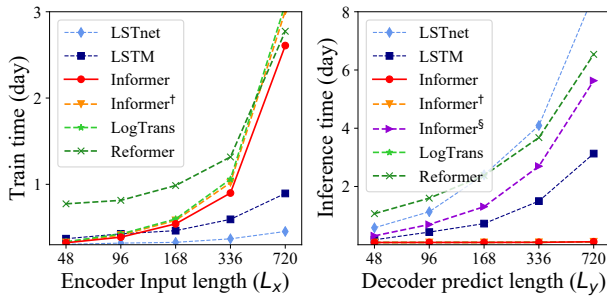 3
2
1
Train time (day)
LSTnet
LSTM
Informer
Informer†
LogTrans
Reformer
48 96 168 336 720
Encoder Input length (Lₓ)
8
6
4
2
Inference time (day)
LSTnet
LSTM
Informer
Informer†
Informer§
LogTrans
Reformer
48 96 168 336 720
Decoder predict length (L_y)